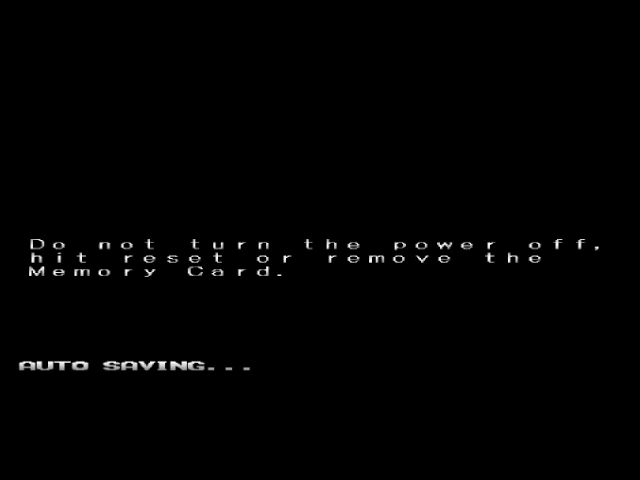 Do not turn the power off,
hit reset or remove the
Memory Card.
AUTO SAVING...